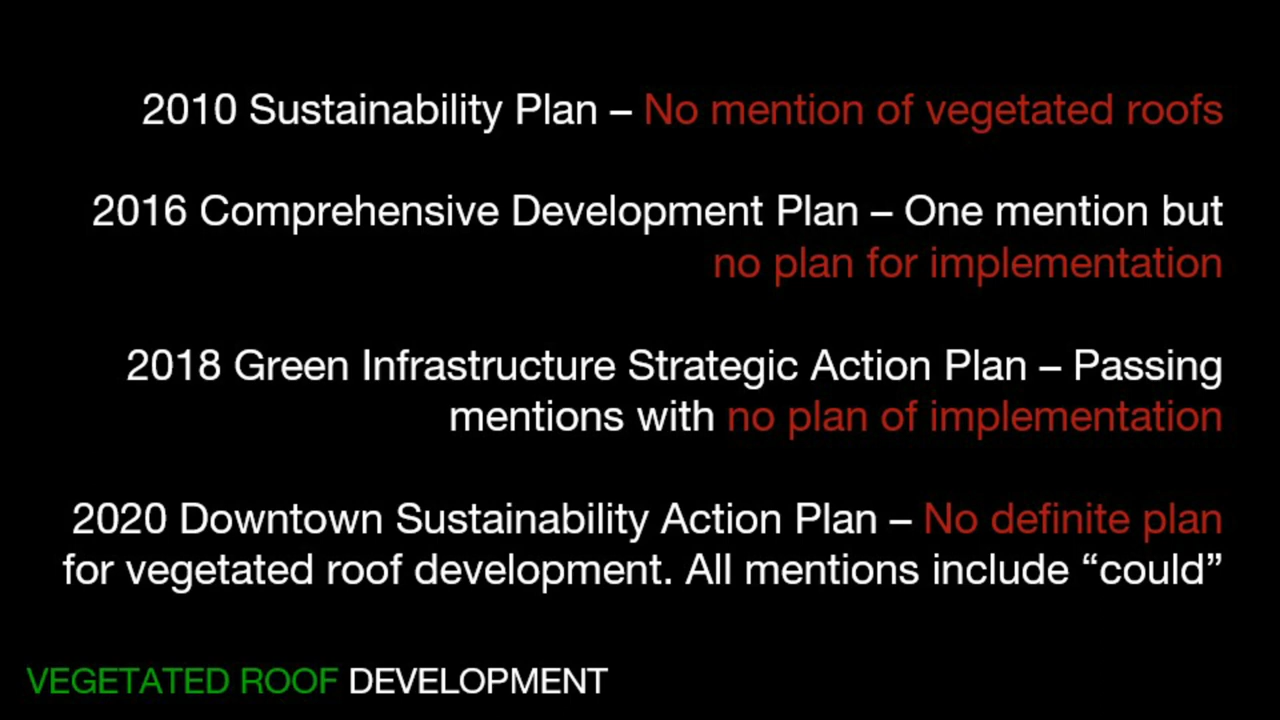 2010 Sustainability Plan – No mention of vegetated roofs
2016 Comprehensive Development Plan – One mention but
no plan for implementation
2018 Green Infrastructure Strategic Action Plan – Passing
mentions with no plan of implementation
2020 Downtown Sustainability Action Plan – No definite plan
for vegetated roof development. All mentions include “could”
VEGETATED ROOF DEVELOPMENT